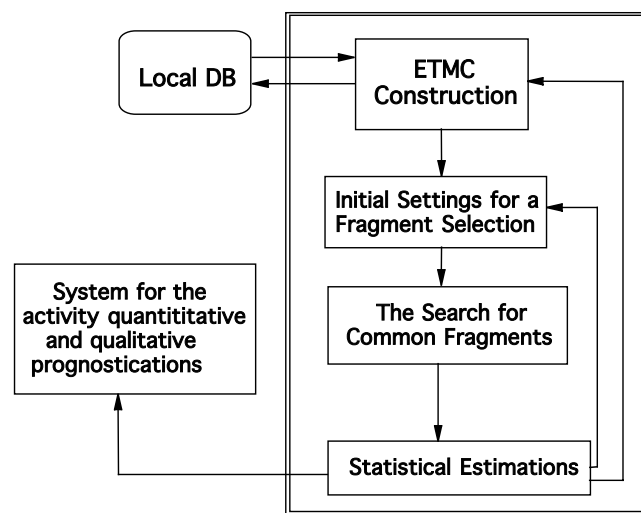 Local DB
ETMC
Construction
Initial Settings for a
Fragment Selection
The Search for
Common Fragments
System for the
activity quantititative
and qualitative
prognostications
Statistical Estimations